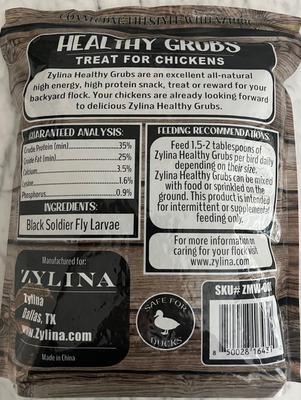 HEALTHY GRUBS
TREAT FOR CHICKENS
Zylina Healthy Grubs are an excellent all-natural
high energy, high protein snack, treat or reward for your
backyard flock. Your chickens are already looking forward
to delicious Zylina Healthy Grubs.
GUARANTEED ANALYSIS:
Crude Protein (min)....35%
Crude Fat (min)....25%
Calcium....3.5%
Lysine....1.6%
Phosphorus....0.9%
INGREDIENTS:
Black Soldier Fly Larvae
FEEDING RECOMMENDATIONS:
Feed 1.5-2 tablespoons of
Zylina Healthy Grubs per bird daily
depending on their size.
Zylina Healthy Grubs can be mixed
with food or sprinkled on the
ground. This product is intended
for intermittent or supplemental
feeding only.
For more information on
caring for your flock visit
www.zylina.com
Manufactured for:
ZYLINA
Zylina
Dallas, TX
www.Zylina.com
Made in China
SAFE FOR
DUCKS
SKU# ZMW-
8 50028 1643